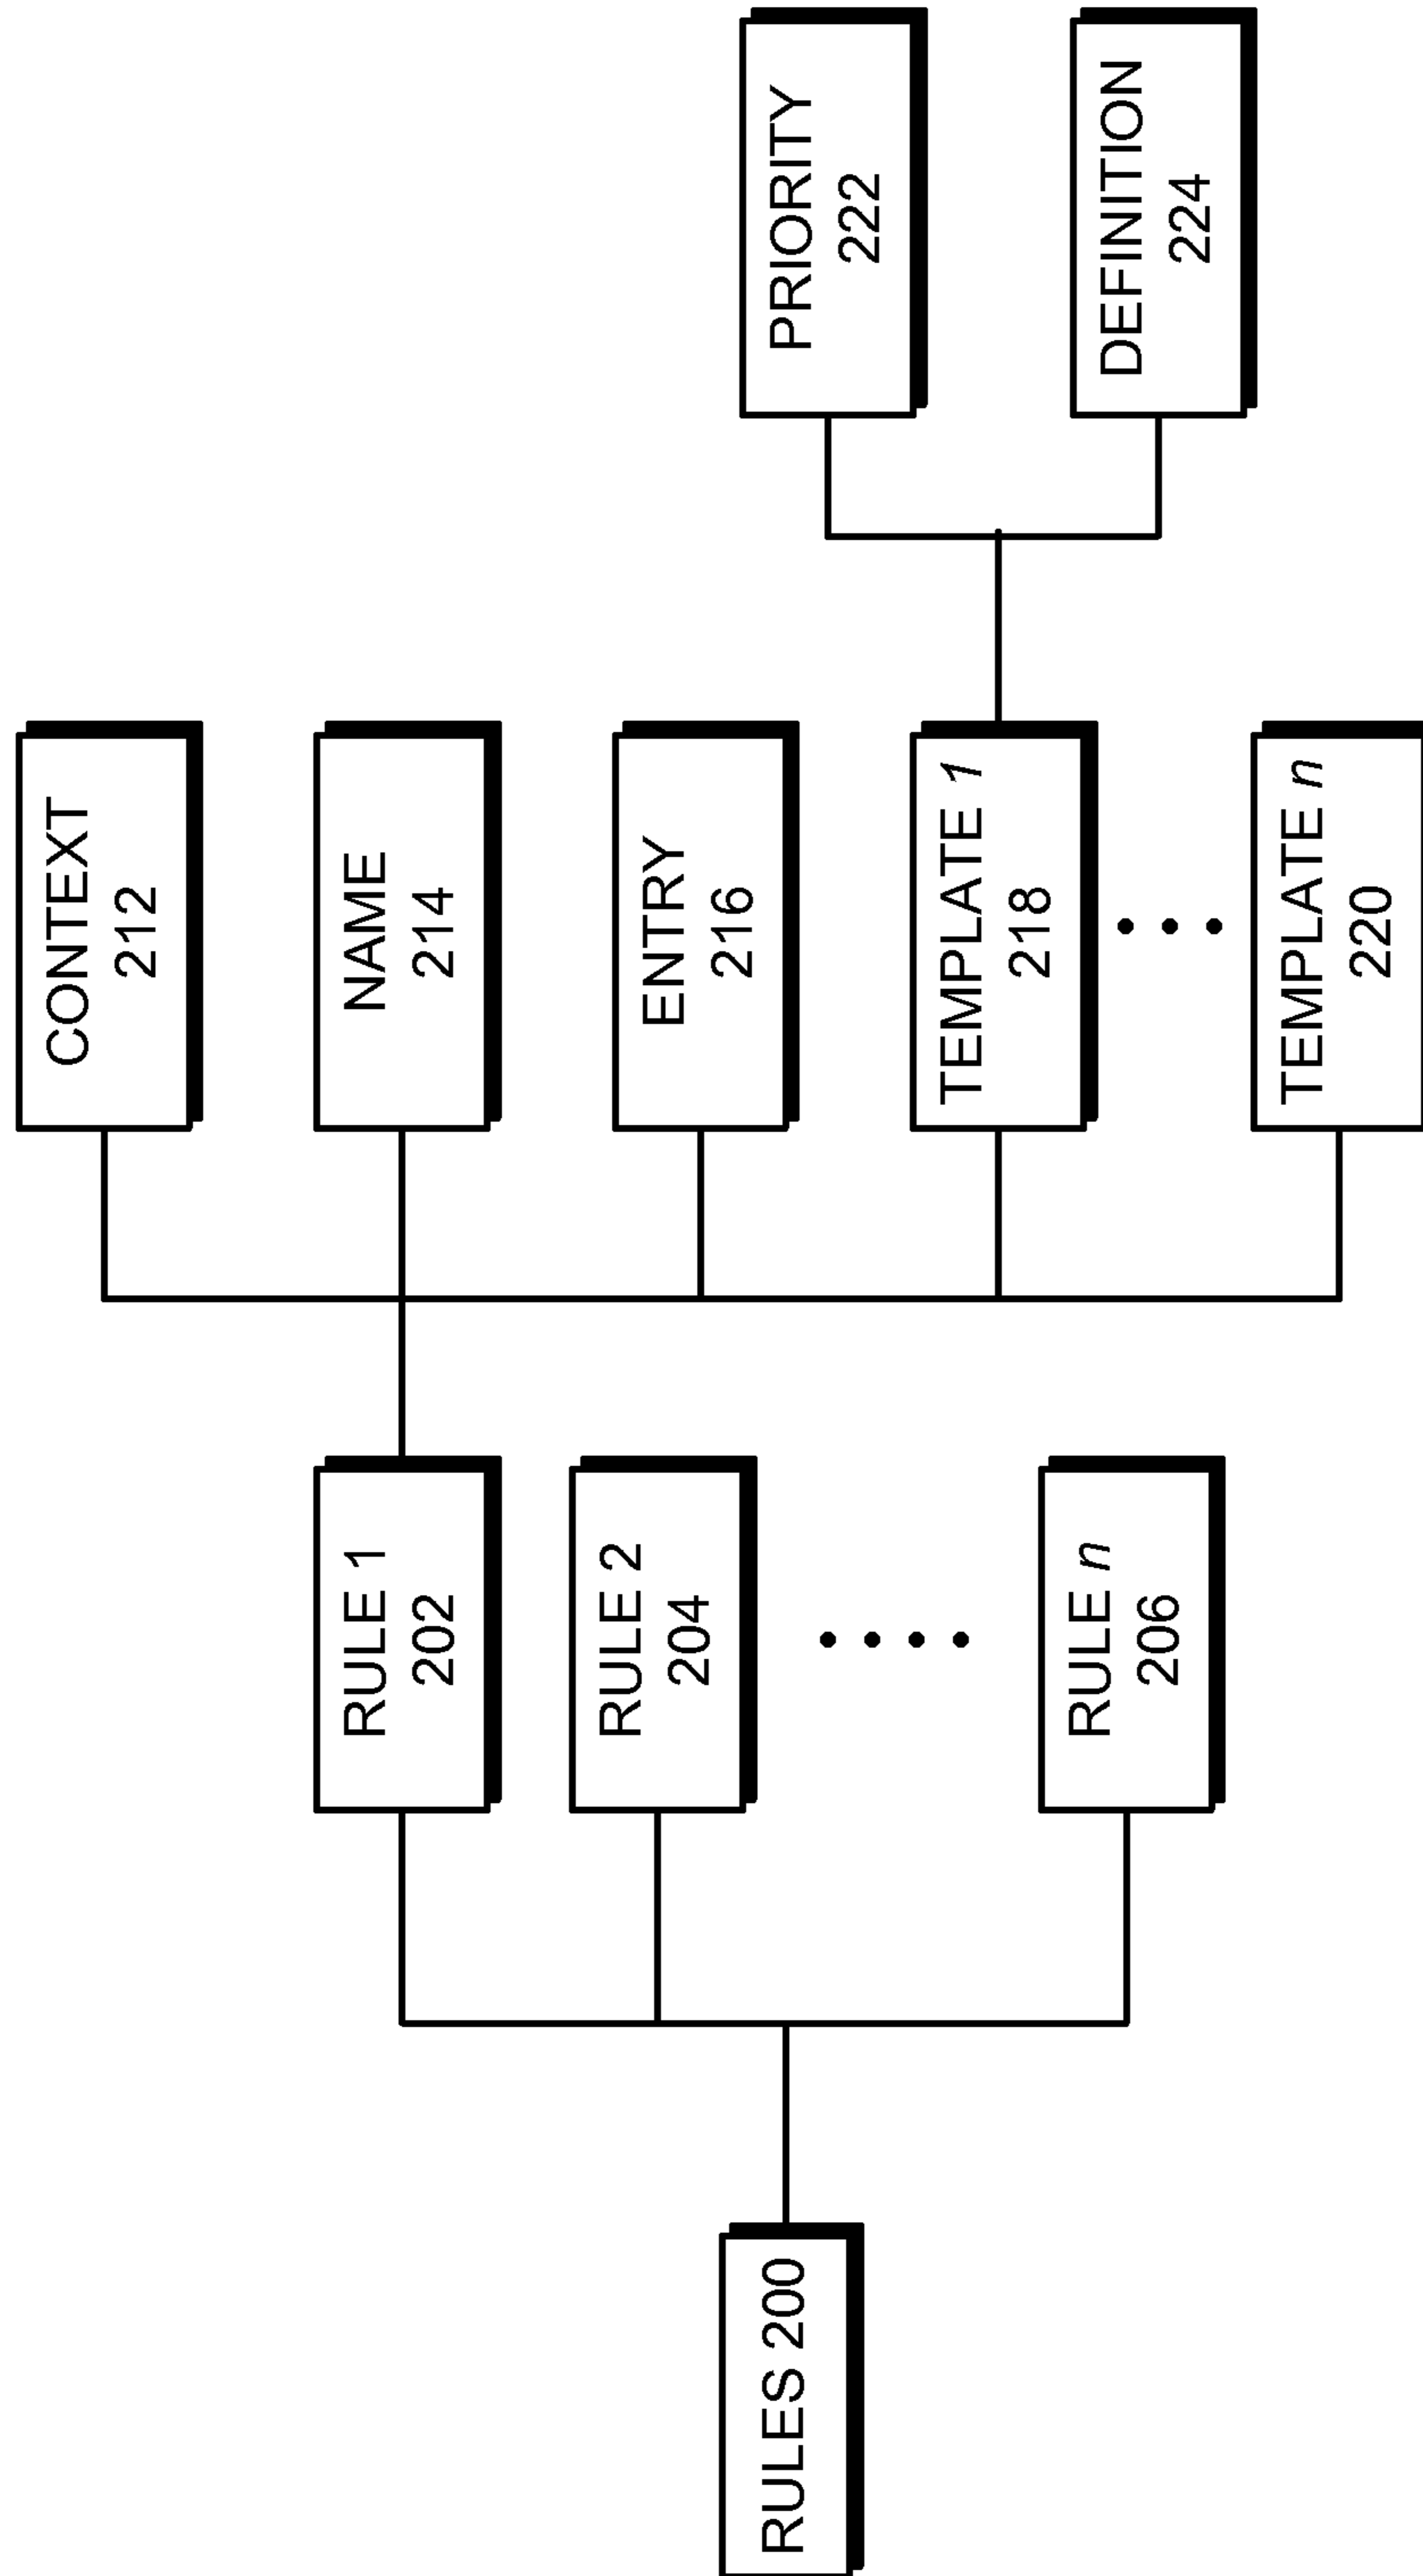 RULES 200
RULE 1
202
RULE 2
204
RULE n
206
CONTEXT
212
NAME
214
ENTRY
216
TEMPLATE 1
218
TEMPLATE n
220
PRIORITY
222
DEFINITION
224